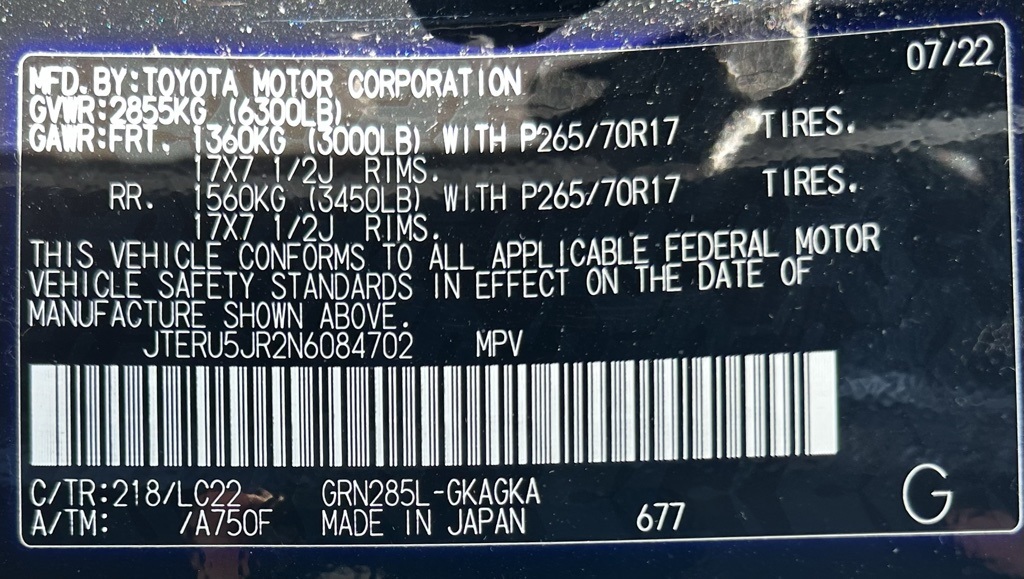 07/22
MFD.BY:TOYOTA MOTOR CORPORATION
GVWR:2855KG (6300LB)
GAWR:FRT. 1360KG (3000LB) WITH P265/70R17 TIRES.
17X7 1/2J RIMS.
RR. 1560KG (3450LB) WITH P265/70R17 TIRES.
17X7 1/2J RIMS.
THIS VEHICLE CONFORMS TO ALL APPLICABLE FEDERAL MOTOR
VEHICLE SAFETY STANDARDS IN EFFECT ON THE DATE OF
MANUFACTURE SHOWN ABOVE.
JTERU5JR2N6084702 MPV
C/TR:218/LC22 GRN285L-GKAGKA
A/TM: /A750F MADE IN JAPAN 677 G